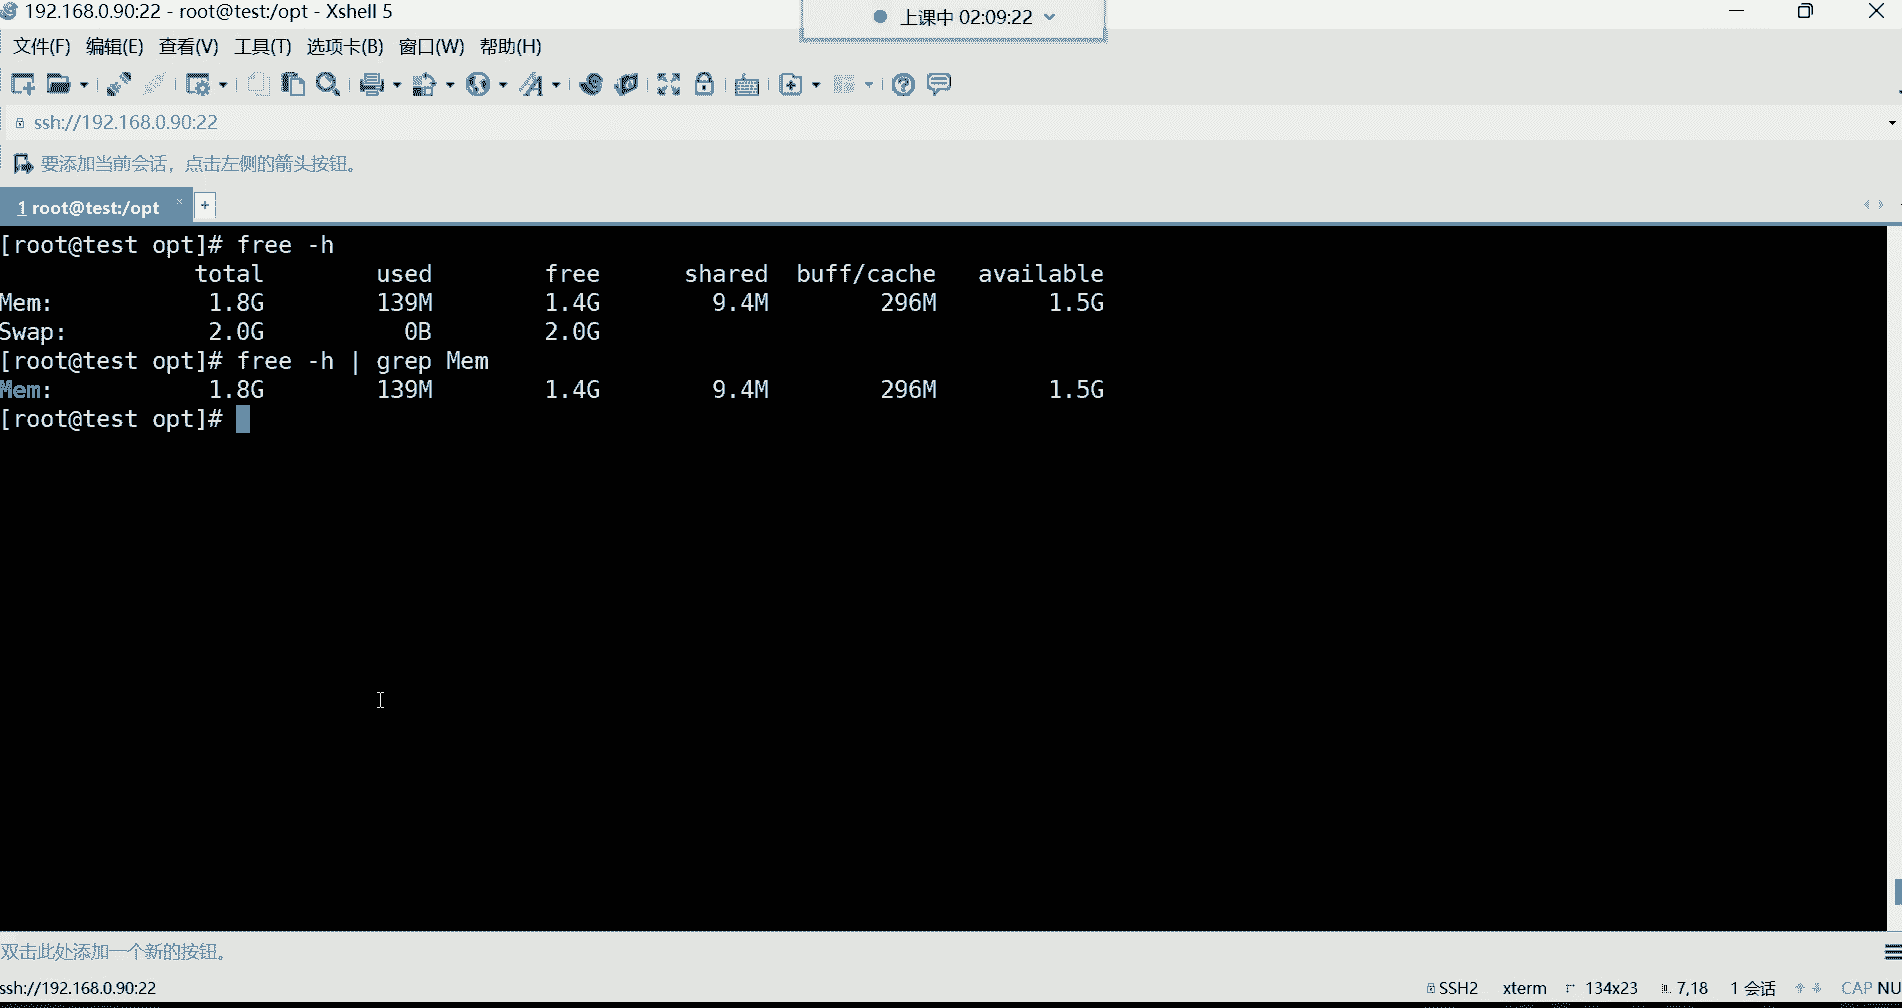 192.168.0.90:22 - root@test:/opt - Xshell 5
上课中 02:09:22
文件(F) 编辑(E) 查看(V) 工具(T) 选项卡(B) 窗口(W) 帮助(H)
ssh://192.168.0.90:22
要添加当前会话，点击左侧的箭头按钮。
1 root@test:/opt × +
[root@test opt]# free -h
total used free shared buff/cache available
Mem: 1.8G 139M 1.4G 9.4M 296M 1.5G
Swap: 2.0G 0B 2.0G
[root@test opt]# free -h | grep Mem
Mem: 1.8G 139M 1.4G 9.4M 296M 1.5G
[root@test opt]#
双击此处添加一个新的按钮。
ssh://192.168.0.90:22 SSH2 xterm 134x23 7,18 1 会话 CAP NU